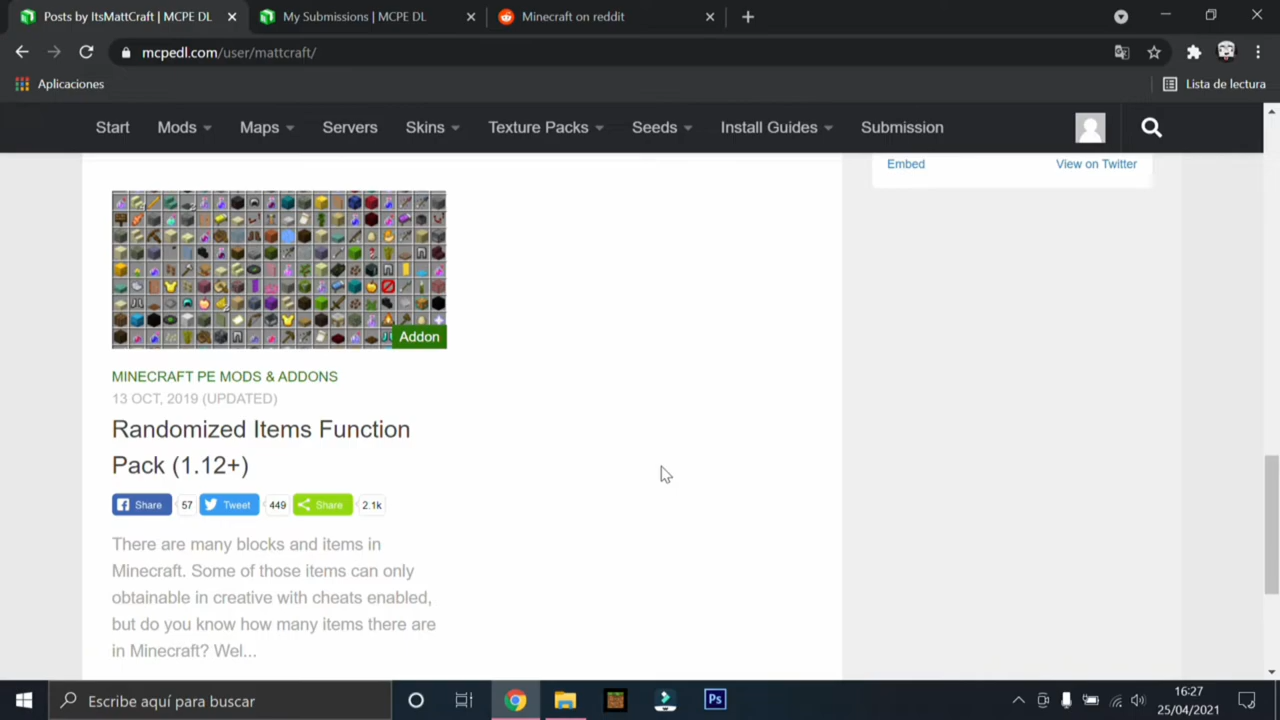 Posts by ItsMattCraft | MCPE DL
My Submissions | MCPE DL
Minecraft on reddit
mcpedl.com/user/mattcraft/
Aplicaciones
Lista de lectura
Start
Mods
Maps
Servers
Skins
Texture Packs
Seeds
Install Guides
Submission
Embed
View on Twitter
Addon
MINECRAFT PE MODS & ADDONS
13 OCT, 2019 (UPDATED)
Randomized Items Function
Pack (1.12+)
Share 57 Tweet 449 Share 2.1k
There are many blocks and items in
Minecraft. Some of those items can only
obtainable in creative with cheats enabled,
but do you know how many items there are
in Minecraft? Wel...
Escribe aquí para buscar
Ps
16:27
25/04/2021